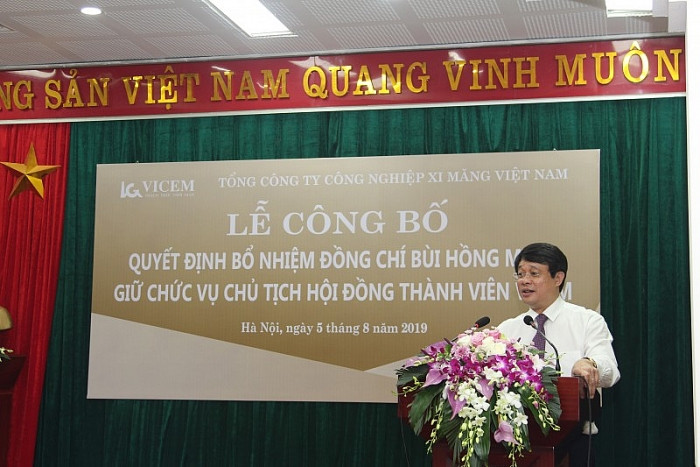 NG SẢN VIỆT NAM QUANG VINH MUÔN
VICEM
TỔNG CÔNG TY CÔNG NGHIỆP XI MĂNG VIỆT NAM
LỄ CÔNG BỐ
QUYẾT ĐỊNH BỔ NHIỆM ĐỒNG CHÍ BÙI HỒNG M
GIỮ CHỨC VỤ CHỦ TỊCH HỘI ĐỒNG THÀNH VIÊN V M
Hà Nội, ngày 5 tháng 8 năm 2019